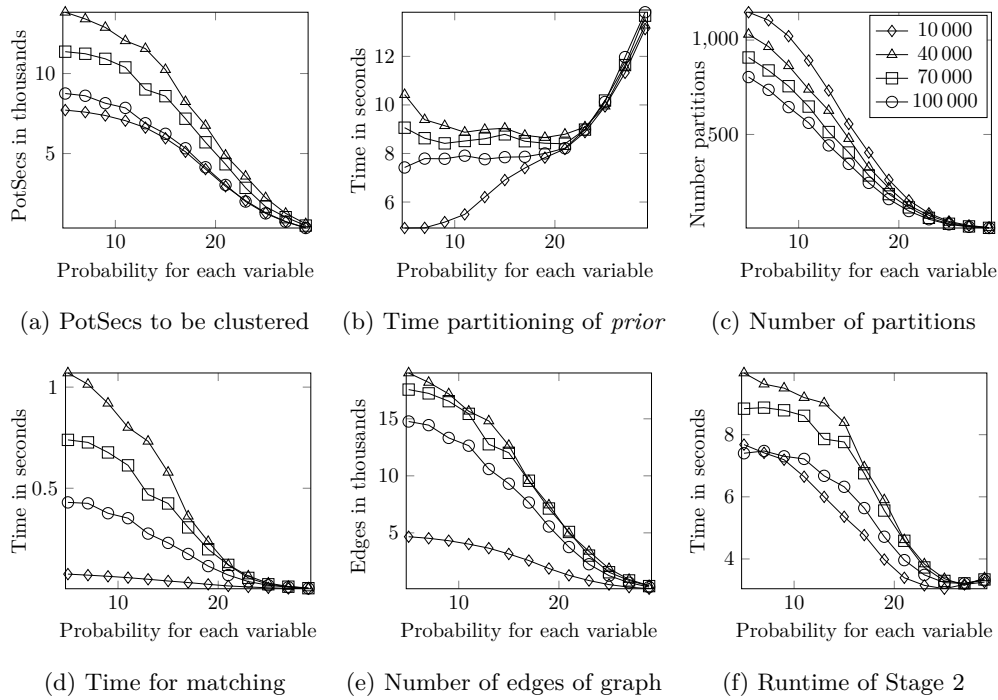 PotSecs in thousands
10
5
10
20
Probability for each variable
(a) PotSecs to be clustered
Time in seconds
12
10
8
6
10
20
Probability for each variable
(b) Time partitioning of prior
Number partitions
1,000
500
10
20
Probability for each variable
10 000
40 000
70 000
100 000
(c) Number of partitions
Time in seconds
1
0.5
10
20
Probability for each variable
(d) Time for matching
Edges in thousands
15
10
5
10
20
Probability for each variable
(e) Number of edges of graph
Time in seconds
8
6
4
10
20
Probability for each variable
(f) Runtime of Stage 2